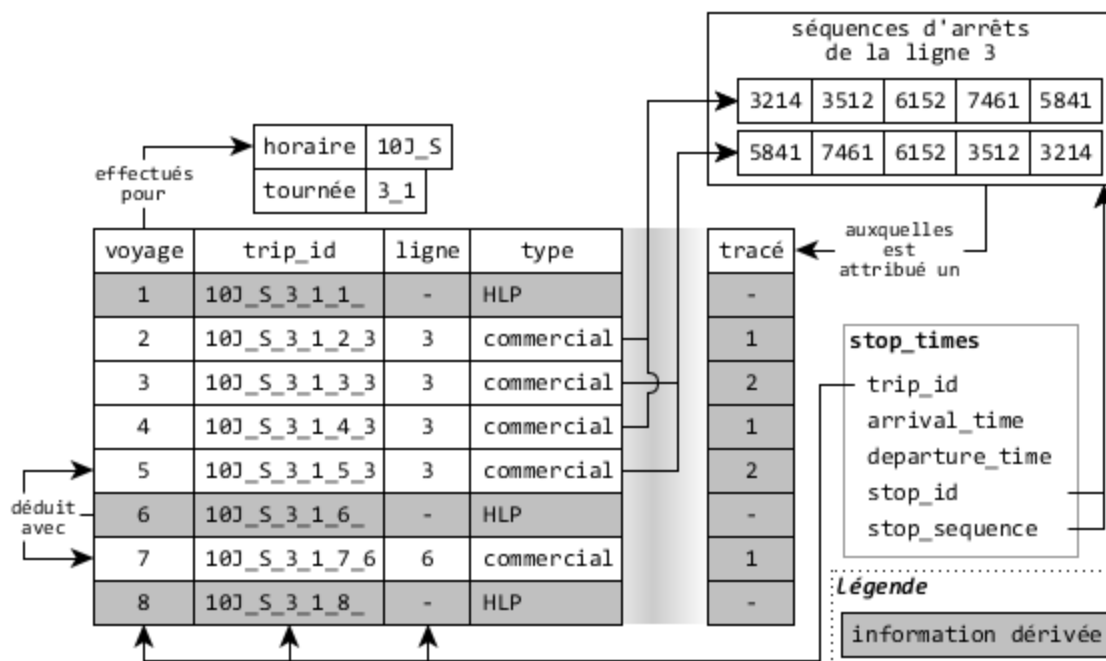 séquences d'arrêts
de la ligne 3
3214 3512 6152 7461 5841
5841 7461 6152 3512 3214
horaire 10J_S
tournée 3_1
effectués
pour
auxquelles
est
attribué un
voyage trip_id ligne type tracé
1 10J_S_3_1_1_ - HLP -
2 10J_S_3_1_2_3 3 commercial 1
3 10J_S_3_1_3_3 3 commercial 2
4 10J_S_3_1_4_3 3 commercial 1
5 10J_S_3_1_5_3 3 commercial 2
6 10J_S_3_1_6_ - HLP -
7 10J_S_3_1_7_6 6 commercial 1
8 10J_S_3_1_8_ - HLP -
déduit
avec
stop_times
trip_id
arrival_time
departure_time
stop_id
stop_sequence
Légende
information dérivée